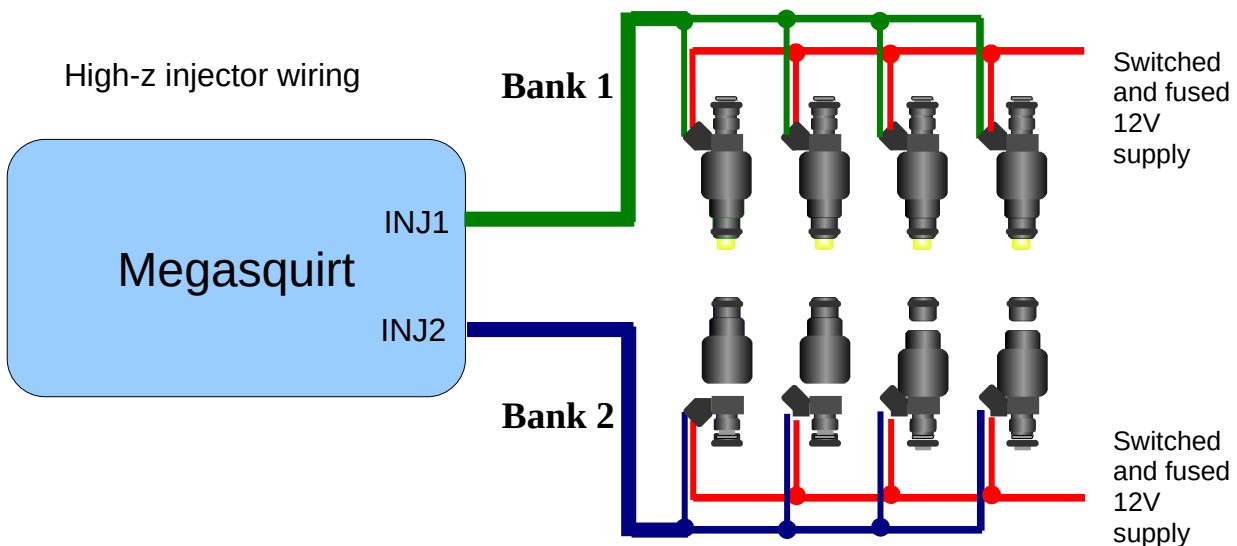 High-z injector wiring
Bank 1
Switched
and fused
12V
supply
INJ1
Megasquirt
INJ2
Bank 2
Switched
and fused
12V
supply